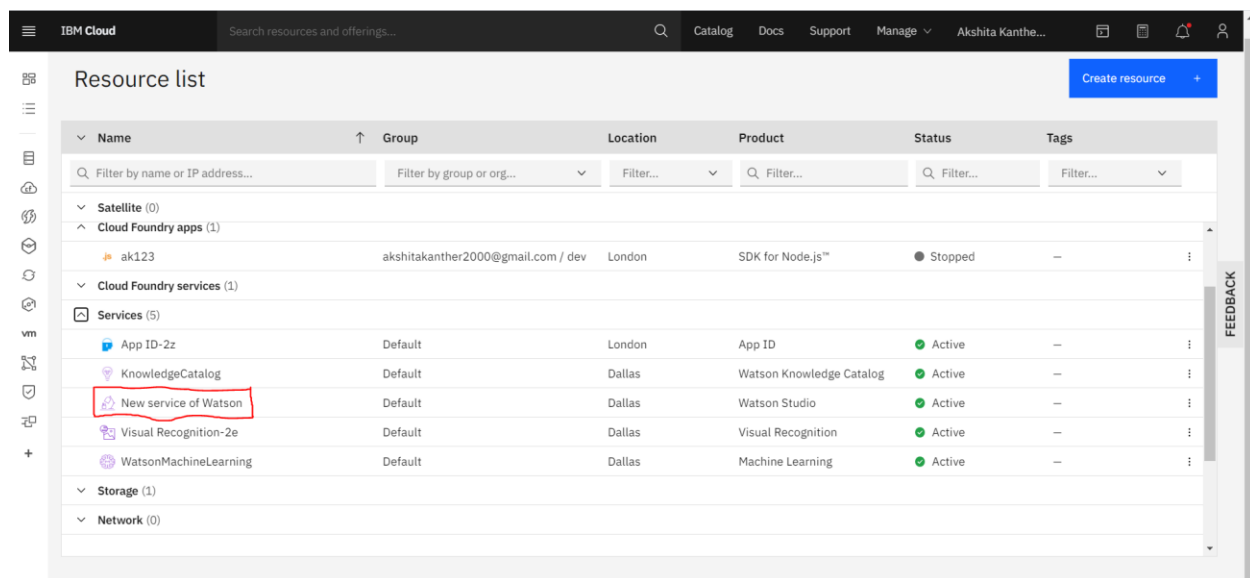 IBM Cloud Search resources and offerings... Catalog Docs Support Manage Akshita Kanthe...
Resource list
Create resource +
Name Group Location Product Status Tags
Filter by name or IP address... Filter by group or org... Filter... Filter... Filter... Filter...
Satellite (0)
Cloud Foundry apps (1)
JS ak123 akshitakanther2000@gmail.com / dev London SDK for Node.js™ Stopped –
Cloud Foundry services (1)
Services (5)
App ID-2z Default London App ID Active –
KnowledgeCatalog Default Dallas Watson Knowledge Catalog Active –
New service of Watson Default Dallas Watson Studio Active –
Visual Recognition-2e Default Dallas Visual Recognition Active –
WatsonMachineLearning Default Dallas Machine Learning Active –
Storage (1)
Network (0)
vm
FEEDBACK